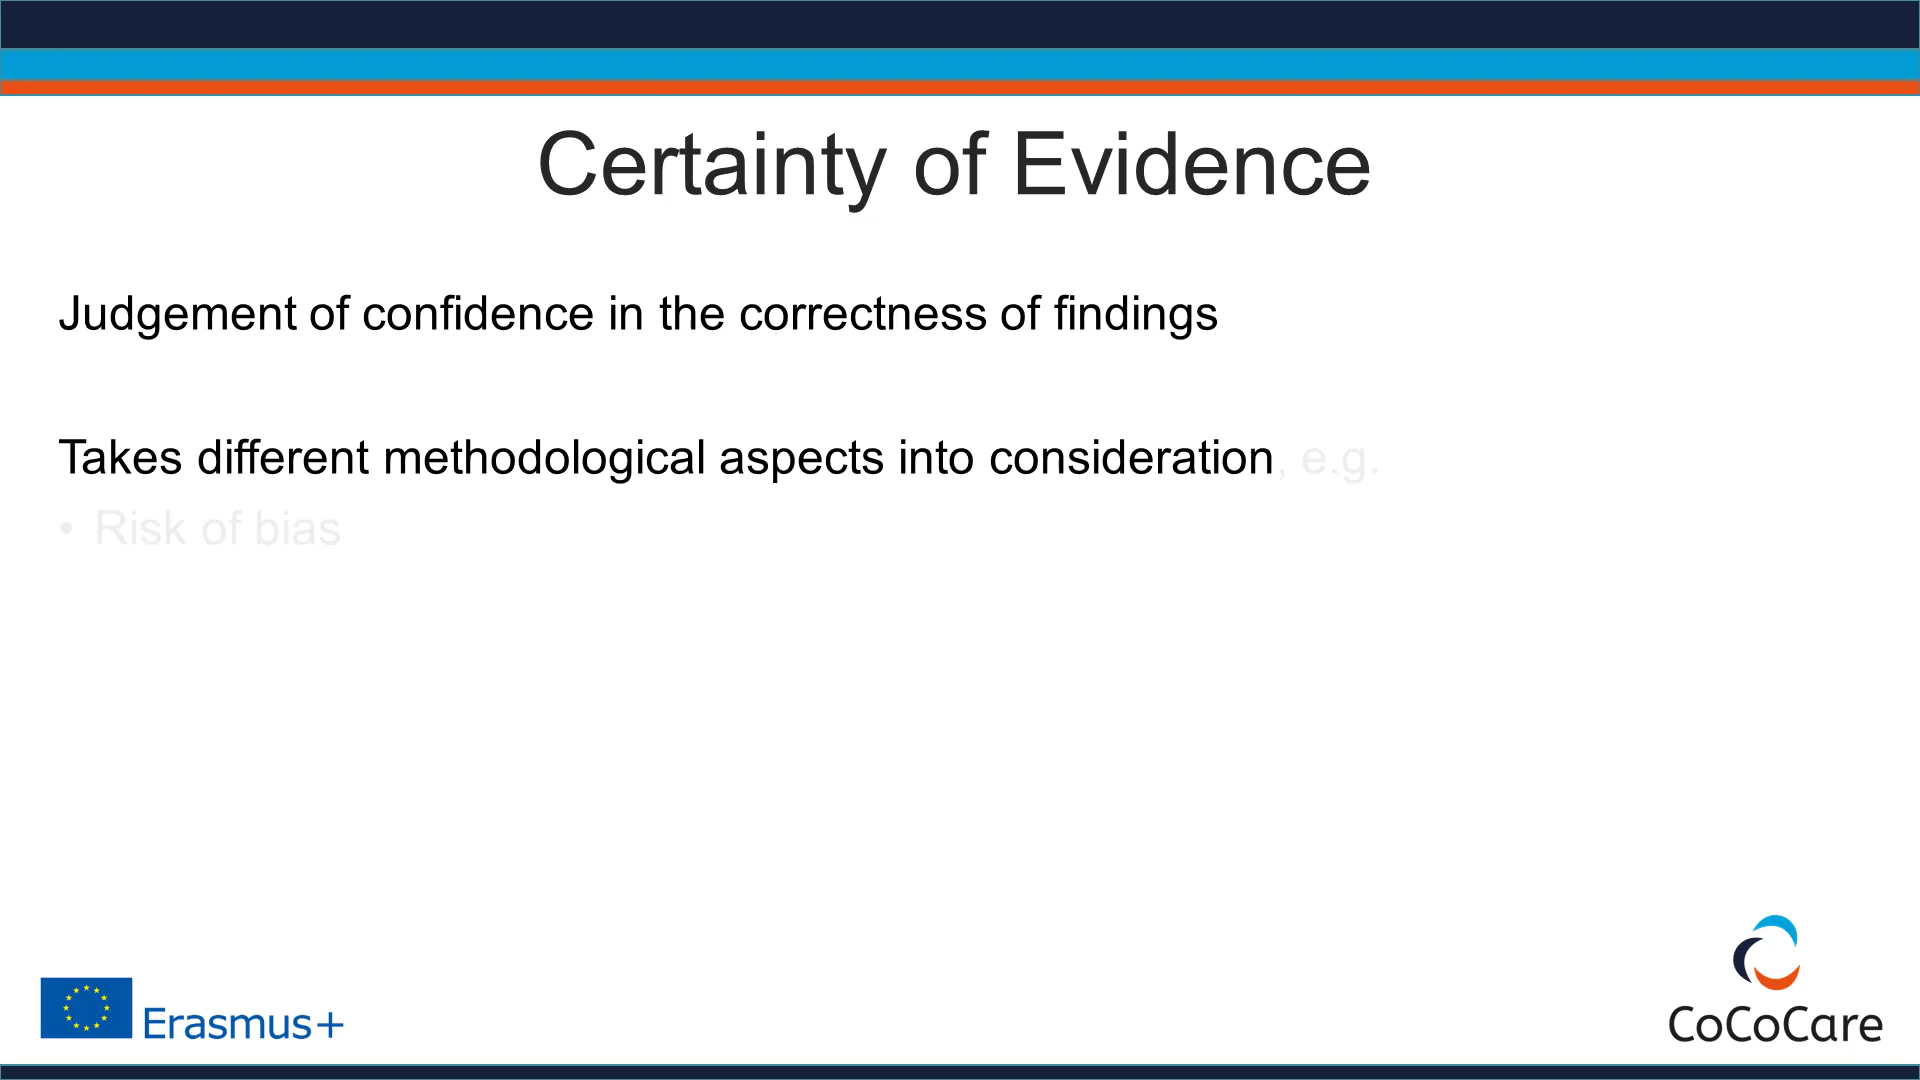 Certainty of Evidence
Judgement of confidence in the correctness of findings
Takes different methodological aspects into consideration, e.g.
• Risk of bias
Erasmus+
CoCoCare